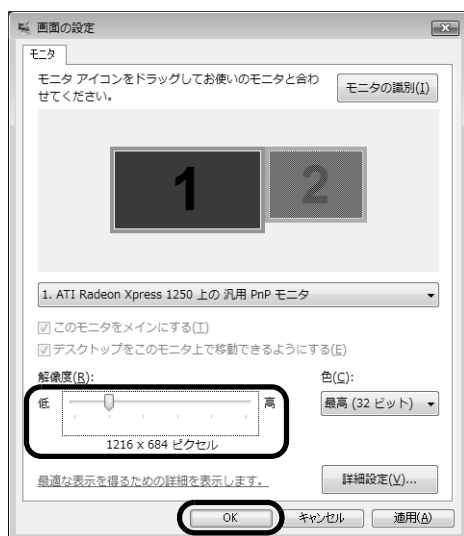 画面の設定
モニタ
モニタ アイコンをドラッグしてお使いのモニタと合わ
せてください。
モニタの識別(I)
1
2
1. ATI Radeon Xpress 1250 上の 汎用 PnP モニタ
このモニタをメインにする(T)
デスクトップをこのモニタ上で移動できるようにする(E)
解像度(R):
色(C):
低
高
最高 (32 ビット)
1216 x 684 ピクセル
最適な表示を得るための詳細を表示します。
詳細設定(V)...
OK
キャンセル
適用(A)